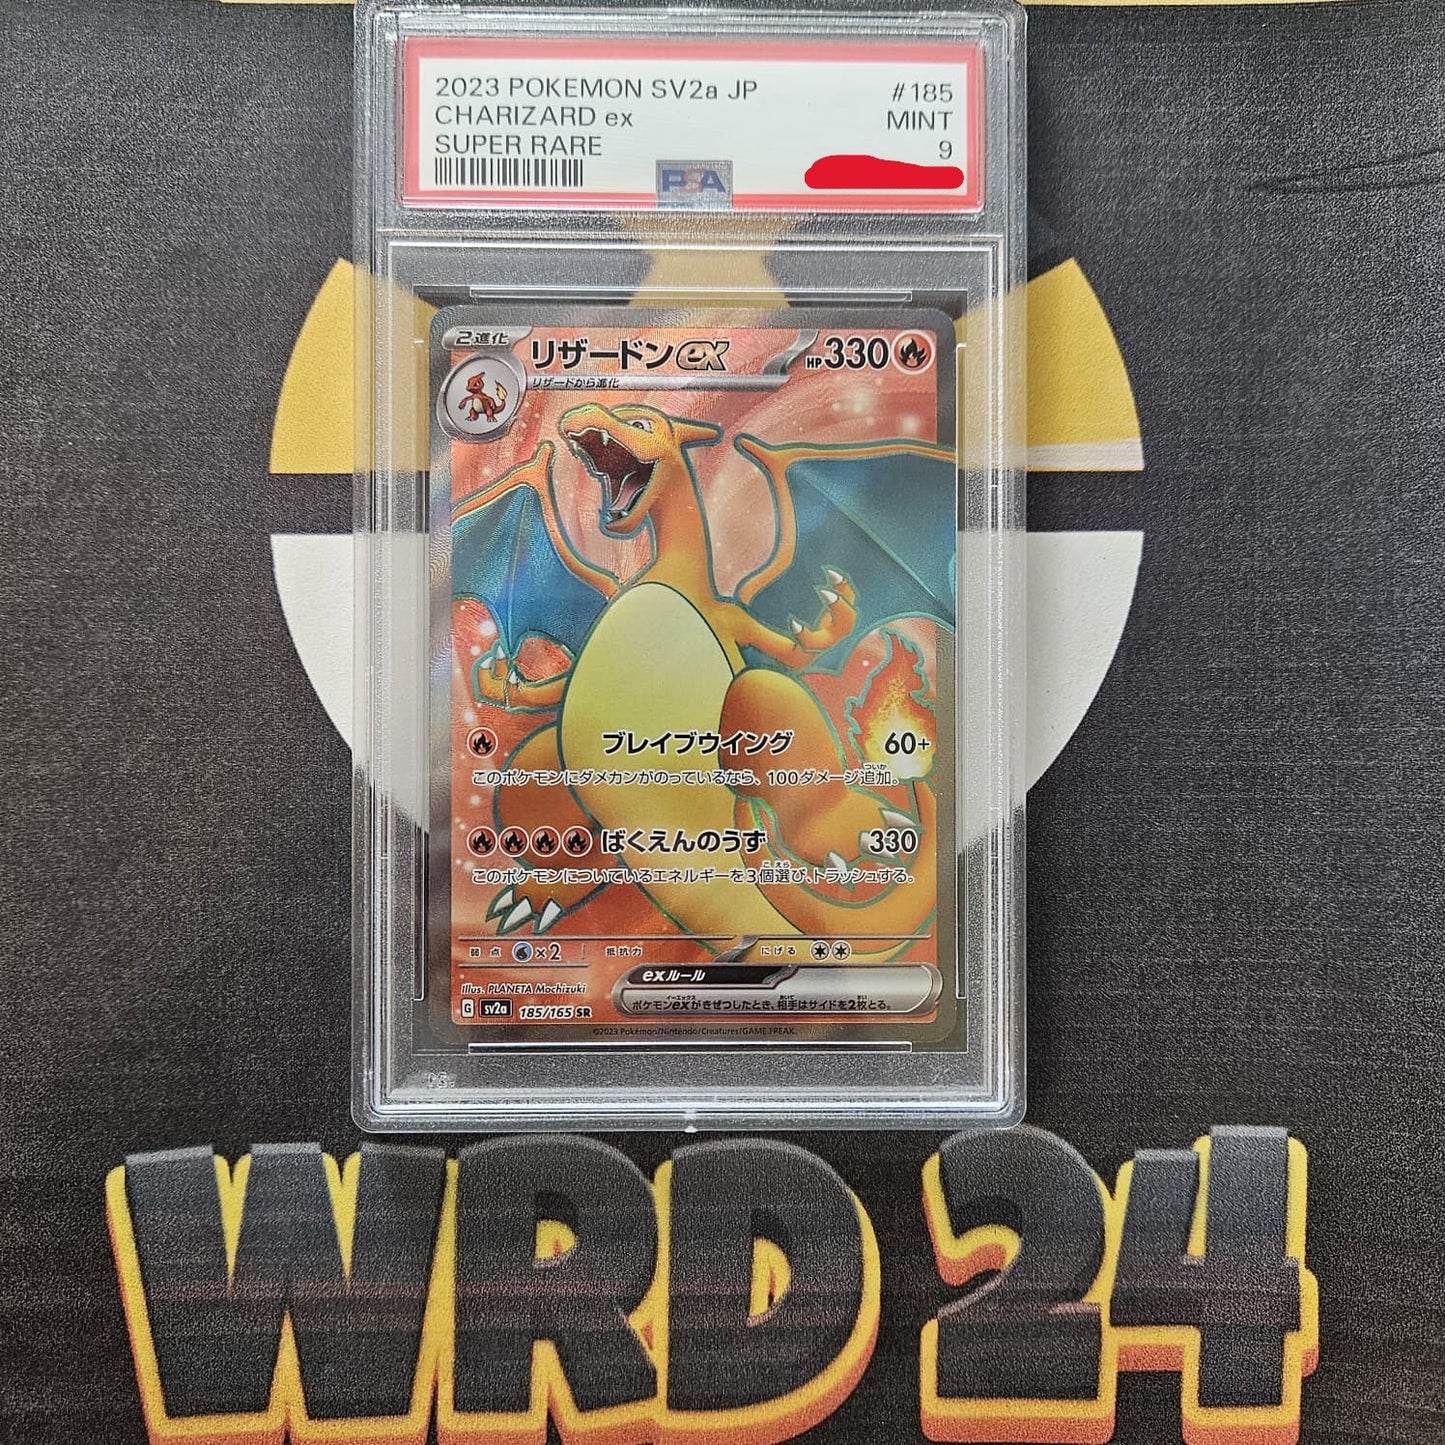 2023 POKEMON SV2a JP #185
CHARIZARD ex MINT
SUPER RARE 9
PSA
2進化 リザードンex HP 330
リザードから進化
ブレイブウイング 60+
このポケモンにダメカンがのっているなら、100ダメージ追加。
ばくえんのうず 330
このポケモンについているエネルギーを3個選び、トラッシュする。
弱点 ×2 抵抗力 にげる
Illus. PLANETA Mochizuki
exルール
ポケモンexがきぜつしたとき、相手はサイドを2枚とる。
G sv2a 185/165 SR
©2023 Pokémon/Nintendo/Creatures/GAME FREAK.
WRD 24